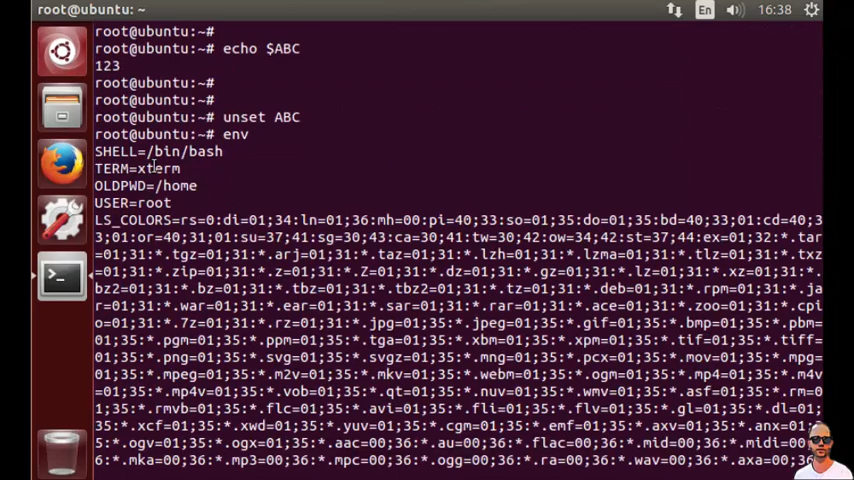 root@ubuntu: ~
En
16:38
root@ubuntu:~#
root@ubuntu:~# echo $ABC
123
root@ubuntu:~#
root@ubuntu:~#
root@ubuntu:~# unset ABC
root@ubuntu:~# env
SHELL=/bin/bash
TERM=xterm
OLDPWD=/home
USER=root
LS_COLORS=rs=0:di=01;34:ln=01;36:mh=00:pi=40;33:so=01;35:do=01;35:bd=40;33;01:cd=40;3
3;01:or=40;31;01:su=37;41:sg=30;43:ca=30;41:tw=30;42:ow=34;42:st=37;44:ex=01;32:*.tar
=01;31:*.tgz=01;31:*.arj=01;31:*.taz=01;31:*.lzh=01;31:*.lzma=01;31:*.tlz=01;31:*.txz
=01;31:*.zip=01;31:*.z=01;31:*.Z=01;31:*.dz=01;31:*.gz=01;31:*.lz=01;31:*.xz=01;31:*.
bz2=01;31:*.bz=01;31:*.tbz=01;31:*.tbz2=01;31:*.tz=01;31:*.deb=01;31:*.rpm=01;31:*.ja
r=01;31:*.war=01;31:*.ear=01;31:*.sar=01;31:*.rar=01;31:*.ace=01;31:*.zoo=01;31:*.cpi
o=01;31:*.7z=01;31:*.rz=01;31:*.jpg=01;35:*.jpeg=01;35:*.gif=01;35:*.bmp=01;35:*.pbm=
01;35:*.pgm=01;35:*.ppm=01;35:*.tga=01;35:*.xbm=01;35:*.xpm=01;35:*.tif=01;35:*.tiff=
01;35:*.png=01;35:*.svg=01;35:*.svgz=01;35:*.mng=01;35:*.pcx=01;35:*.mov=01;35:*.mpg=
01;35:*.mpeg=01;35:*.m2v=01;35:*.mkv=01;35:*.webm=01;35:*.ogm=01;35:*.mp4=01;35:*.m4v
=01;35:*.mp4v=01;35:*.vob=01;35:*.qt=01;35:*.nuv=01;35:*.wmv=01;35:*.asf=01;35:*.rm=0
1;35:*.rmvb=01;35:*.flc=01;35:*.avi=01;35:*.fli=01;35:*.flv=01;35:*.gl=01;35:*.dl=01;
35:*.xcf=01;35:*.xwd=01;35:*.yuv=01;35:*.cgm=01;35:*.emf=01;35:*.axv=01;35:*.anx=01;3
5:*.ogv=01;35:*.ogx=01;35:*.aac=00;36:*.au=00;36:*.flac=00;36:*.mid=00;36:*.midi=00;
6:*.mka=00;36:*.mp3=00;36:*.mpc=00;36:*.ogg=00;36:*.ra=00;36:*.wav=00;36:*.axa=00;36